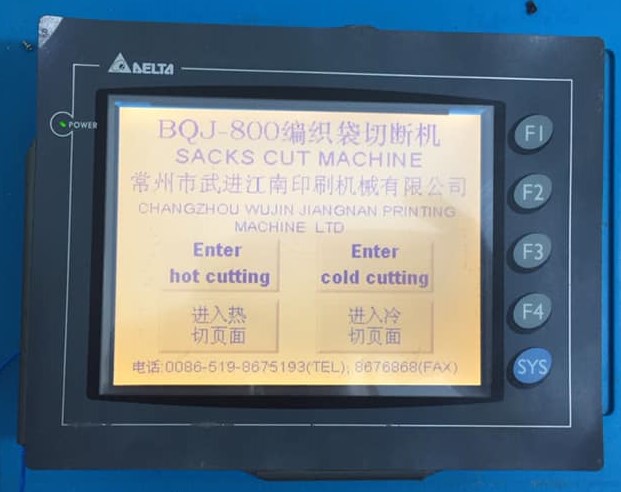 DELTA
POWER
BQJ-800编织袋切断机
SACKS CUT MACHINE
常州市武进江南印刷机械有限公司
CHANGZHOU WUJIN JIANGNAN PRINTING
MACHINE LTD
Enter
hot cutting
Enter
cold cutting
进入热
切页面
进入冷
切页面
电话:0086-519-8675193(TEL); 8676868(FAX)
F1
F2
F3
F4
SYS